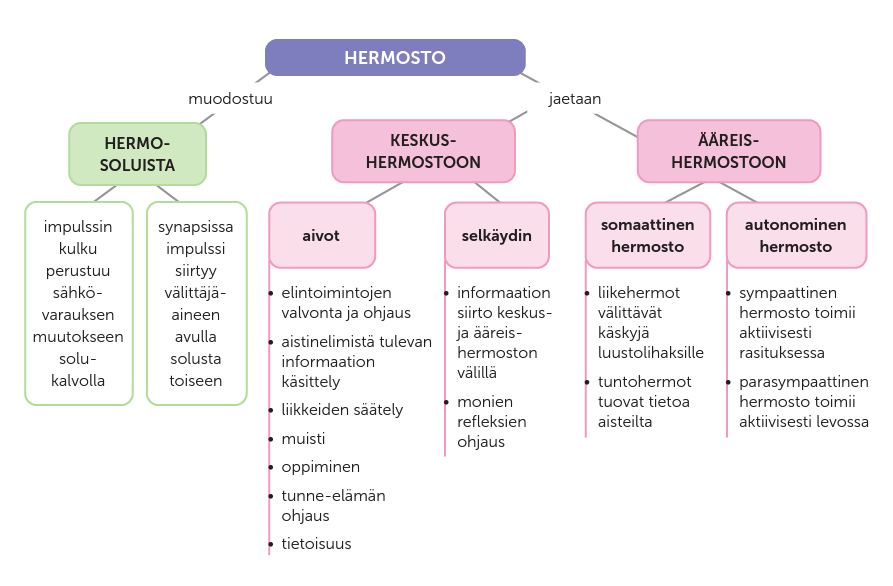 HERMOSTO
muodostuu
jaetaan
HERMO-
SOLUISTA
KESKUS-
HERMOSTOON
ÄÄREIS-
HERMOSTOON
impulssin
kulku
perustuu
sähkö-
varauksen
muutokseen
solu-
kalvolla
synapsissa
impulssi
siirtyy
välittäjä-
aineen
avulla
solusta
toiseen
aivot
• elintoimintojen
valvonta ja ohjaus
• aistinelimistä tulevan
informaation
käsittely
• liikkeiden säätely
• muisti
• oppiminen
• tunne-elämän
ohjaus
• tietoisuus
selkäydin
• informaation
siirto keskus-
ja ääreis-
hermoston
välillä
• monien
refleksien
ohjaus
somaattinen
hermosto
• liikehermot
välittävät
käskyjä
luustolihaksille
• tuntohermot
tuovat tietoa
aisteilta
autonominen
hermosto
• sympaattinen
hermosto toimii
aktiivisesti
rasituksessa
• parasympaattinen
hermosto toimii
aktiivisesti levossa